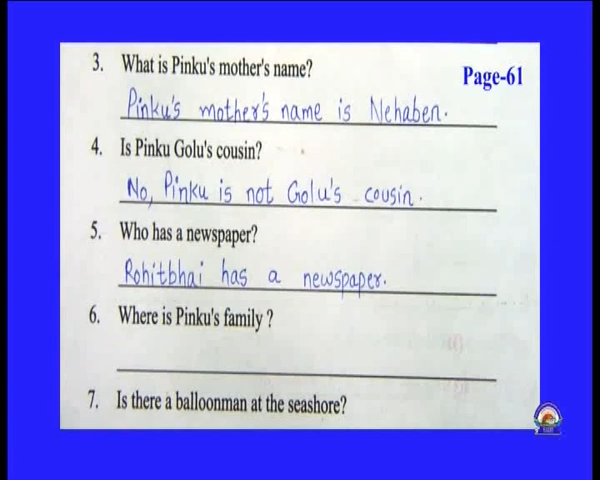 3. What is Pinku's mother's name?
Page-61
Pinku's mother's name is Nehaben.
4. Is Pinku Golu's cousin?
No, Pinku is not Golu's cousin.
5. Who has a newspaper?
Rohitbhai has a newspaper.
6. Where is Pinku's family ?
7. Is there a balloonman at the seashore?